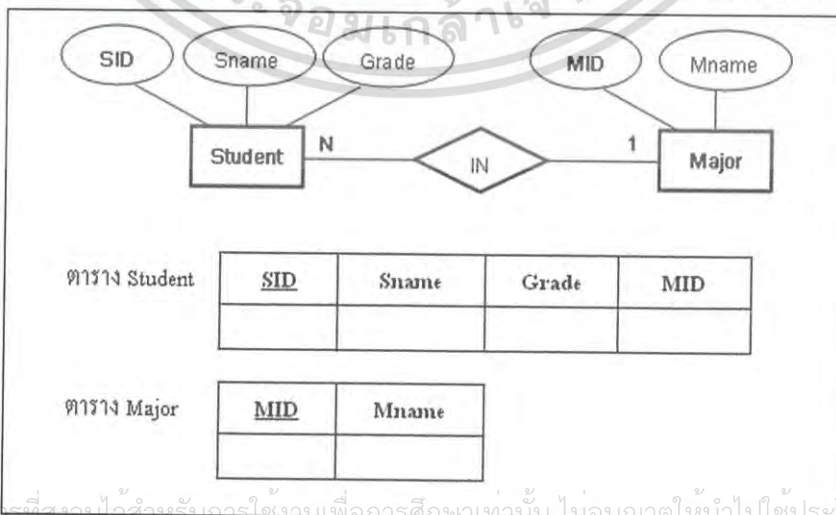 SID Sname Grade MID Mname
Student N IN 1 Major
ตาราง Student SID Sname Grade MID
ตาราง Major MID Mname